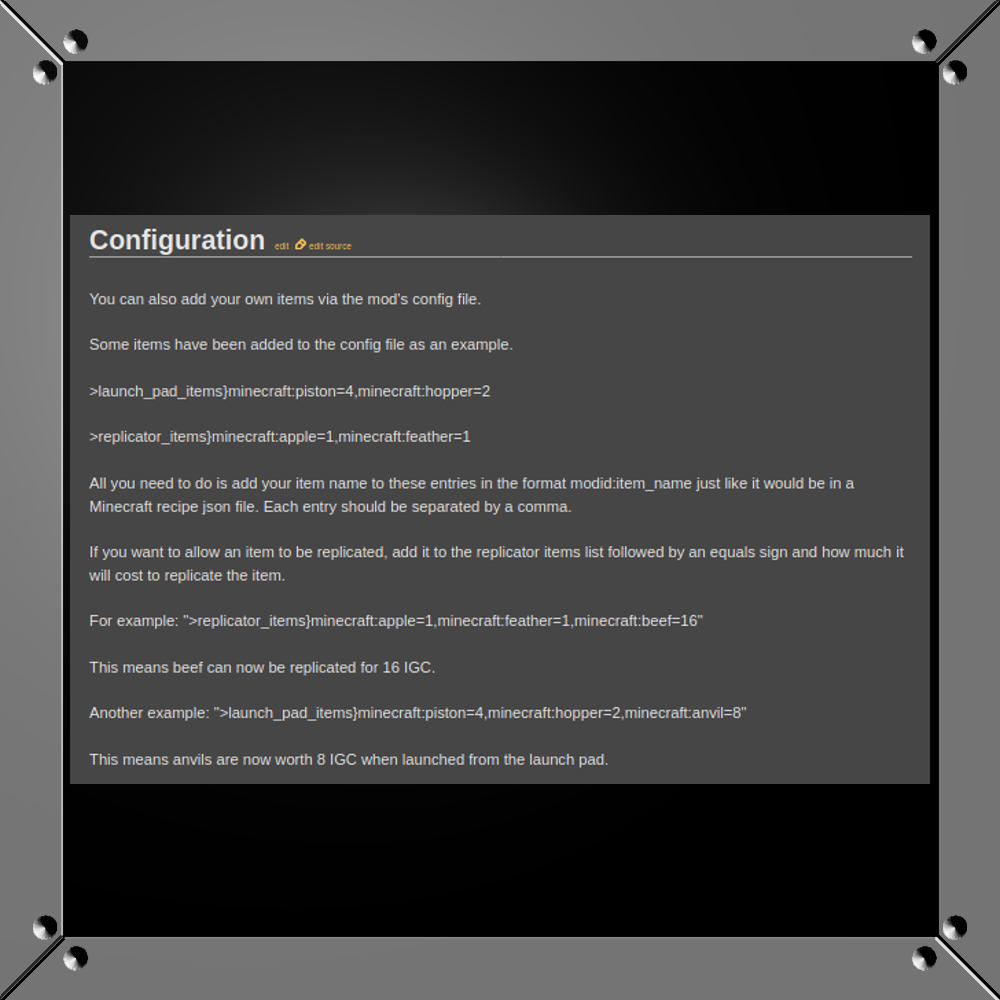 Configuration edit edit source
You can also add your own items via the mod's config file.
Some items have been added to the config file as an example.
>launch_pad_items}minecraft:piston=4,minecraft:hopper=2
>replicator_items}minecraft:apple=1,minecraft:feather=1
All you need to do is add your item name to these entries in the format modid:item_name just like it would be in a
Minecraft recipe json file. Each entry should be separated by a comma.
If you want to allow an item to be replicated, add it to the replicator items list followed by an equals sign and how much it
will cost to replicate the item.
For example: ">replicator_items}minecraft:apple=1,minecraft:feather=1,minecraft:beef=16"
This means beef can now be replicated for 16 IGC.
Another example: ">launch_pad_items}minecraft:piston=4,minecraft:hopper=2,minecraft:anvil=8"
This means anvils are now worth 8 IGC when launched from the launch pad.